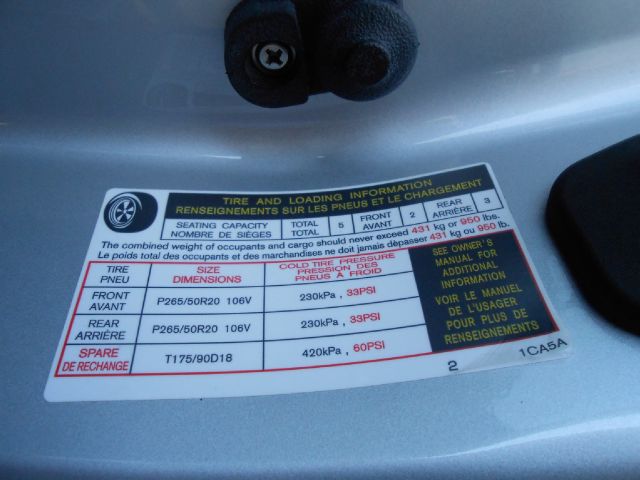 TIRE AND LOADING INFORMATION
RENSEIGNEMENTS SUR LES PNEUS ET LE CHARGEMENT
SEATING CAPACITY TOTAL 5 FRONT 2 REAR 3
NOMBRE DE SIÈGES TOTAL AVANT ARRIÈRE
The combined weight of occupants and cargo should never exceed 431 kg or 950 lbs.
Le poids total des occupants et des marchandises ne doit jamais dépasser 431 kg ou 950 lb.
TIRE SIZE COLD TIRE PRESSURE
PNEU DIMENSIONS PRESSION DES
PNEUS À FROID
FRONT P265/50R20 106V 230kPa , 33PSI
AVANT
REAR P265/50R20 106V 230kPa , 33PSI
ARRIÈRE
SPARE T175/90D18 420kPa , 60PSI
DE RECHANGE
SEE OWNER'S
MANUAL FOR
ADDITIONAL
INFORMATION
VOIR LE MANUEL
DE L'USAGER
POUR PLUS DE
RENSEIGNEMENTS
2 1CA5A